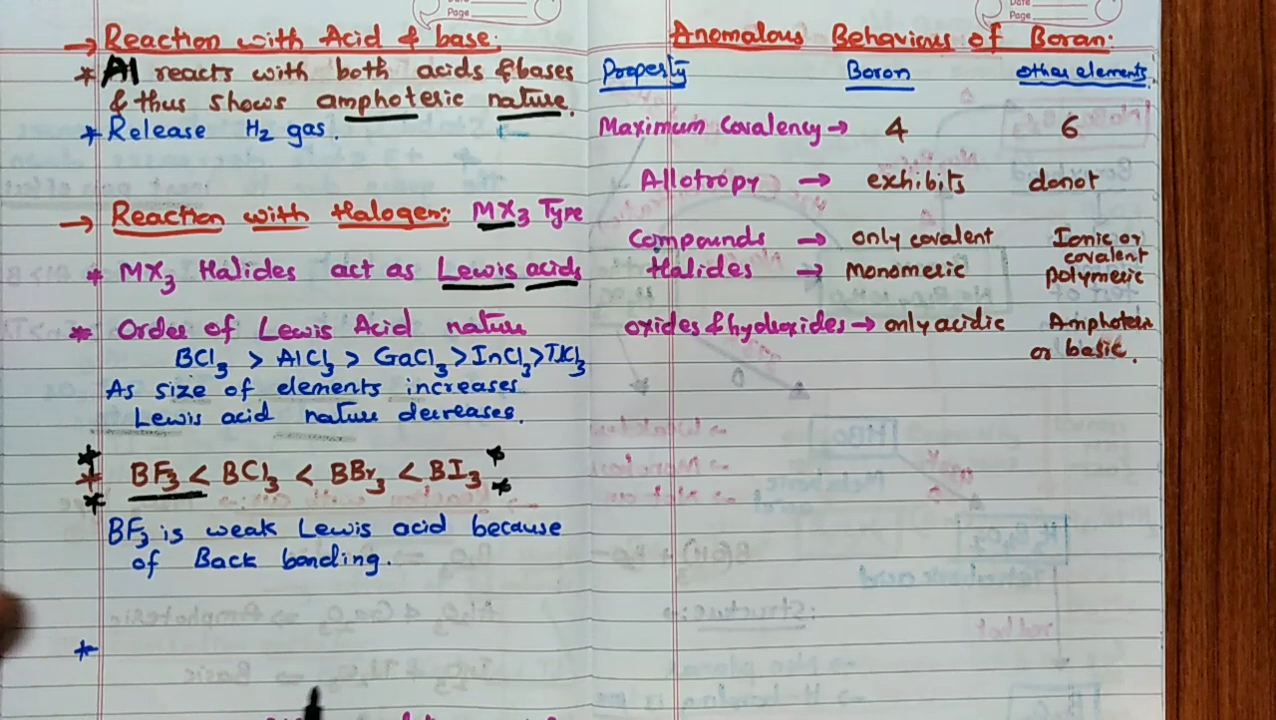 Page
→ Reaction with Acid & base:
* Al reacts with both acids & bases
& thus shows amphoteric nature.
* Release H₂ gas.
→ Reaction with Halogen: MX₃ Type
* MX₃ Halides act as Lewis acids
* Order of Lewis Acid nature
BCl₃ > AlCl₃ > GaCl₃ > InCl₃ > TlCl₃
As size of elements increases
Lewis acid nature decreases.
* BF₃ < BCl₃ < BBr₃ < BI₃ *
BF₃ is weak Lewis acid because
of Back bonding.
*
Date
Page
Anomalous Behaviour of Boran:
Property Boron other elements
Maximum Covalency → 4 6
Allotropy → exhibits donot
Compounds → only covalent Ionic or
covalent
Halides → Monomeric polymeric
oxides & hydroxides → only acidic Amphoteric
or basic.